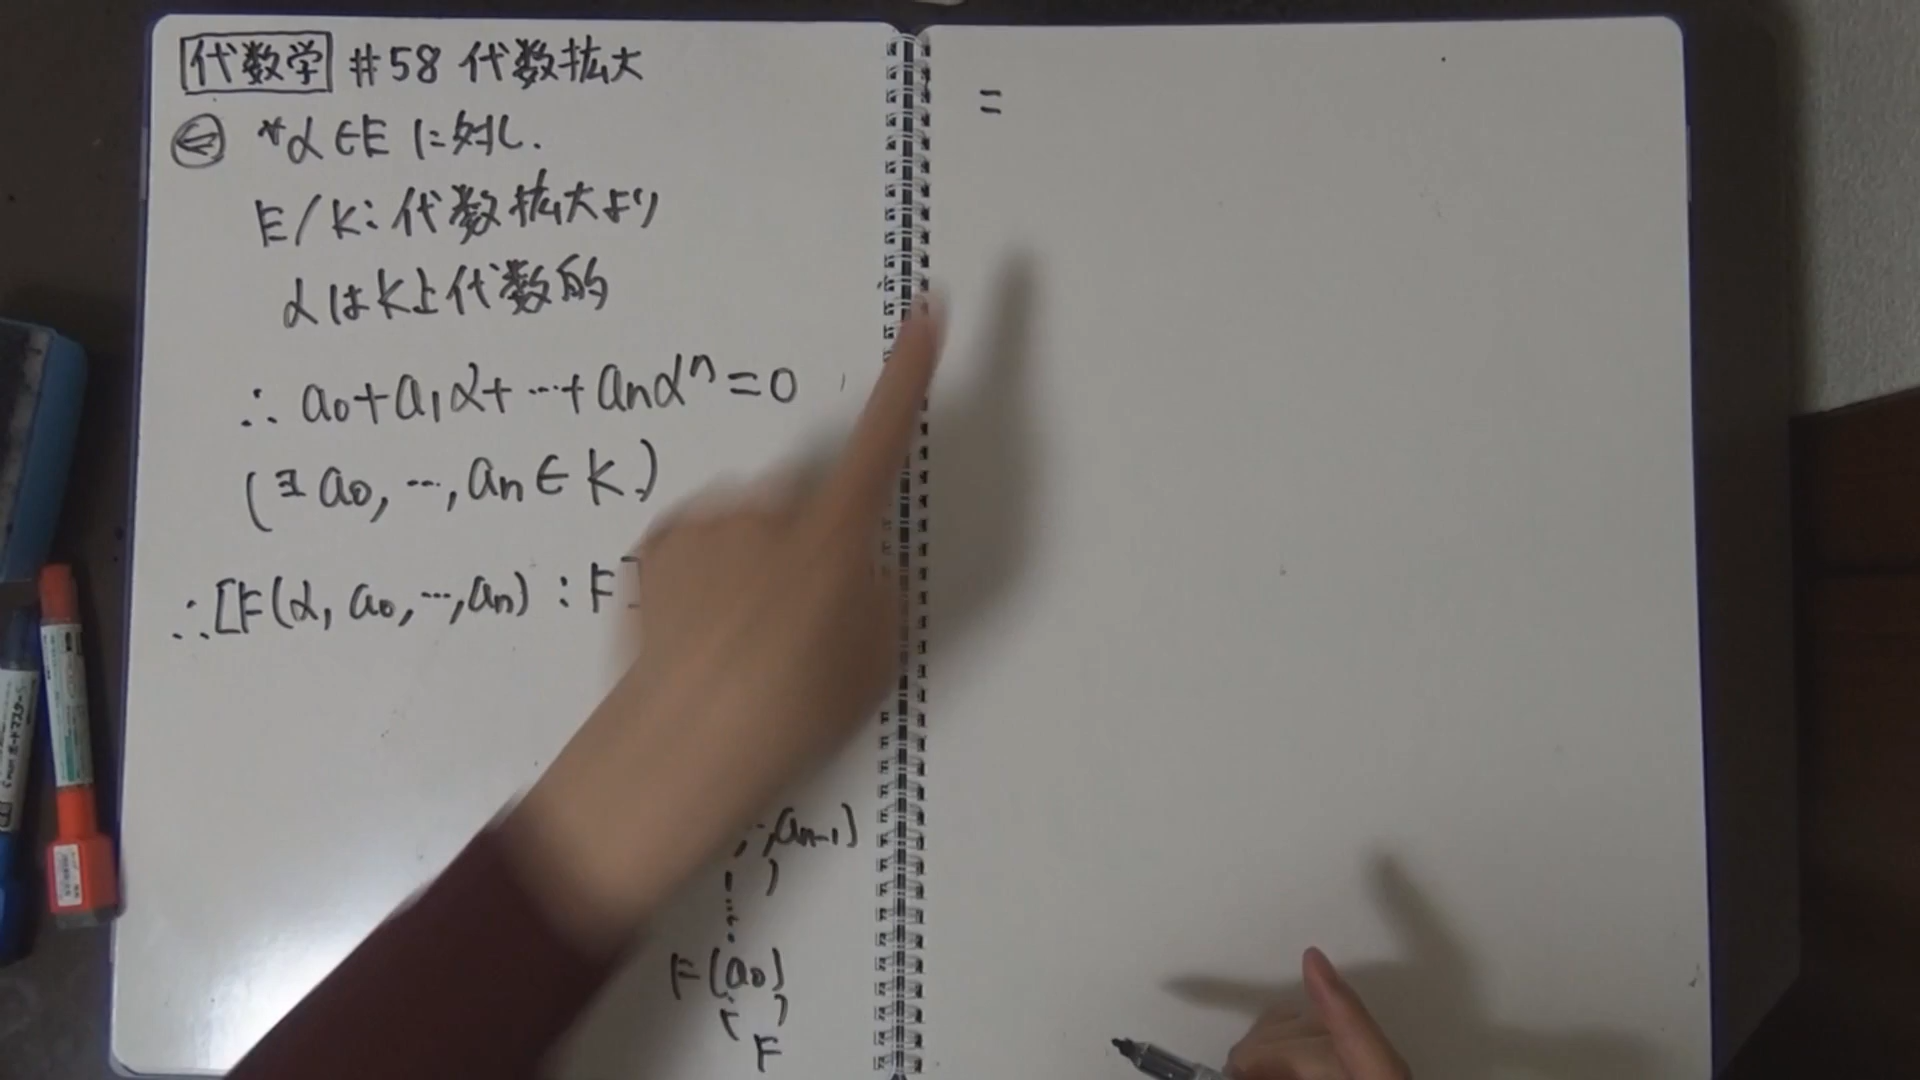 代数学 #58 代数拡大
⇐ ∀α∈E に対し.
E/K:代数拡大より
αはK上代数的
∴ a₀+a₁α+…+aₙαⁿ=0
(∃a₀,…,aₙ∈K)
∴[F(α,a₀,…,aₙ):F]
,aₙ₋₁)
F(a₀)
F
=